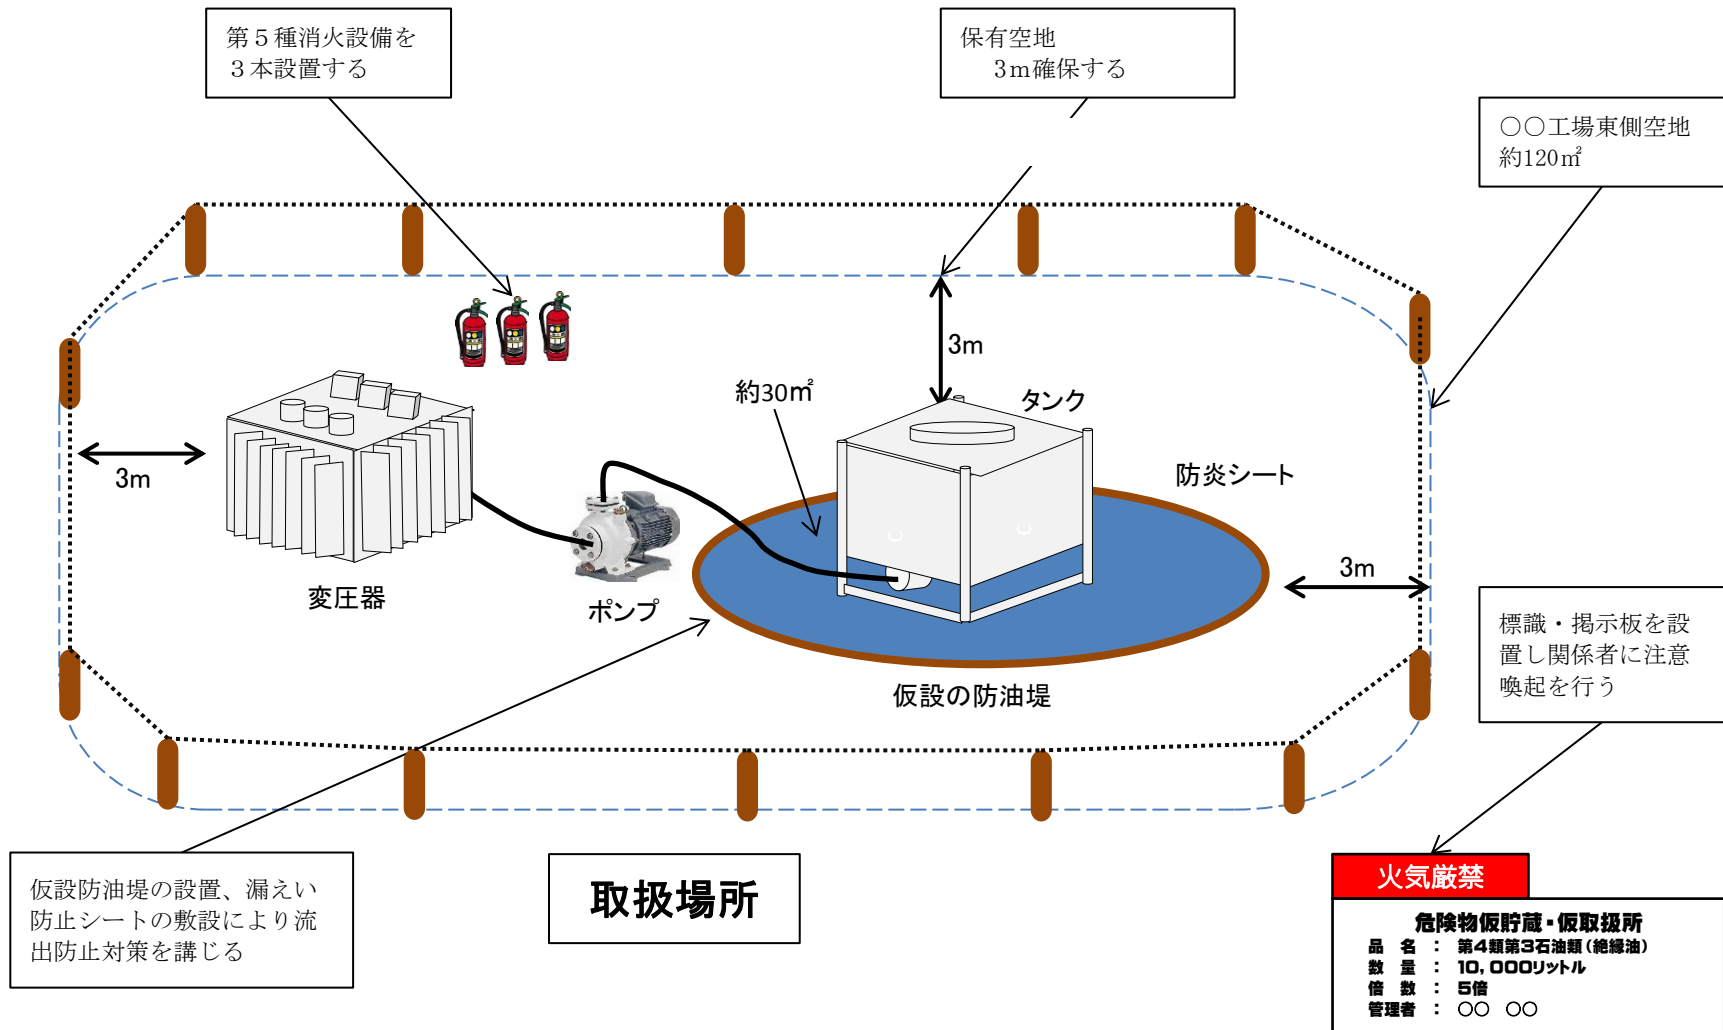 第５種消火設備を
３本設置する
保有空地
3ｍ確保する
○○工場東側空地
約120㎡
3m
約30㎡
タンク
防炎シート
3m
変圧器
ポンプ
3m
仮設の防油堤
標識・掲示板を設
置し関係者に注意
喚起を行う
仮設防油堤の設置、漏えい
防止シートの敷設により流
出防止対策を講じる
取扱場所
火気厳禁
危険物仮貯蔵・仮取扱所
品　名　：　第4類第3石油類（絶縁油）
数　量　：　10，000リットル
倍　数　：　5倍
管理者　：　○○　○○